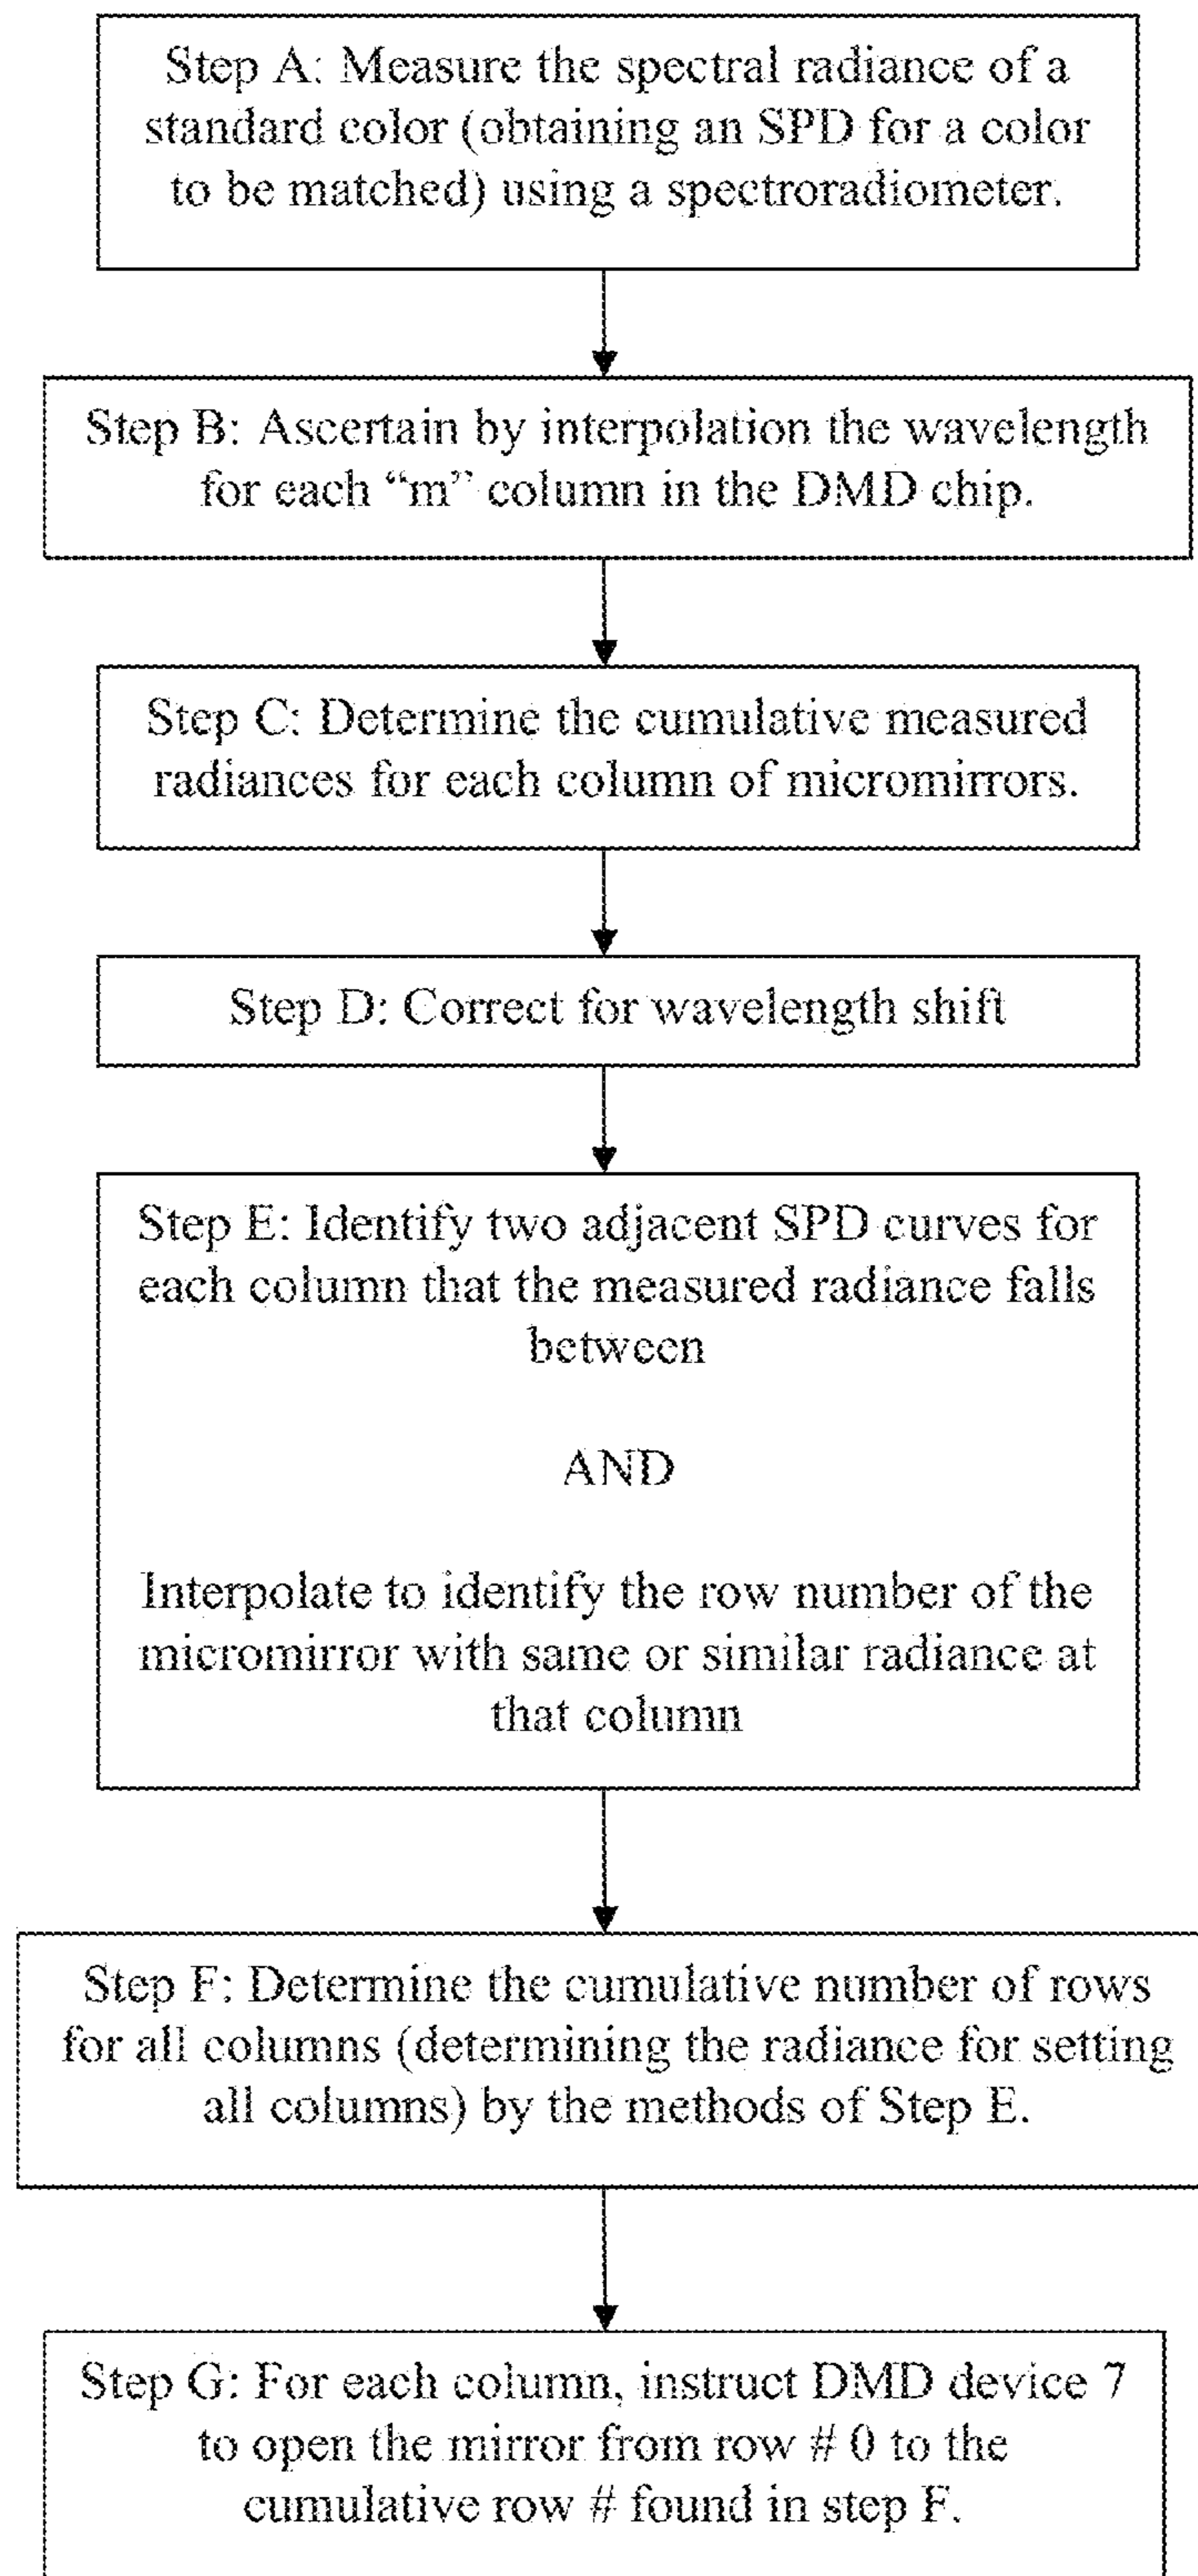 Step A: Measure the spectral radiance of a
standard color (obtaining an SPD for a color
to be matched) using a spectroradiometer.
Step B: Ascertain by interpolation the wavelength
for each “m” column in the DMD chip.
Step C: Determine the cumulative measured
radiances for each column of micromirrors.
Step D: Correct for wavelength shift
Step E: Identify two adjacent SPD curves for
each column that the measured radiance falls
between
AND
Interpolate to identify the row number of the
micromirror with same or similar radiance at
that column
Step F: Determine the cumulative number of rows
for all columns (determining the radiance for setting
all columns) by the methods of Step E.
Step G: For each column, instruct DMD device 7
to open the mirror from row # 0 to the
cumulative row # found in step F.